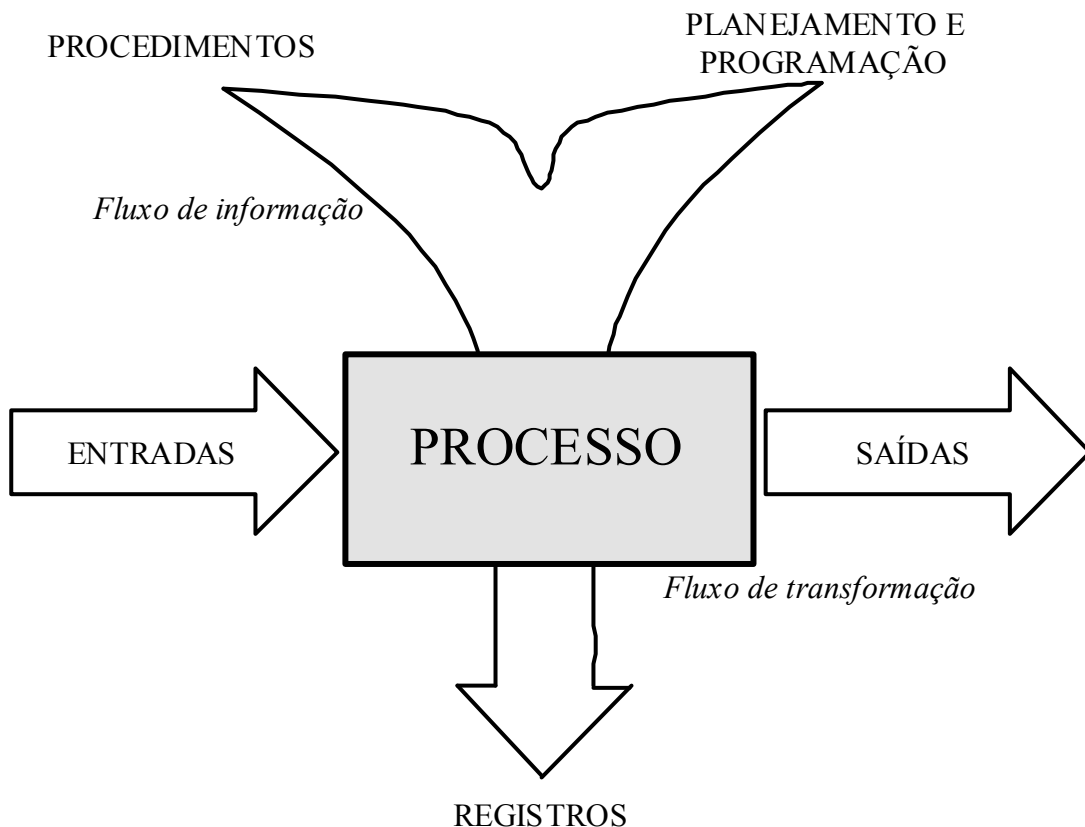 PROCEDIMENTOS
PLANEJAMENTO E
PROGRAMAÇÃO
Fluxo de informação
ENTRADAS
PROCESSO
SAÍDAS
Fluxo de transformação
REGISTROS